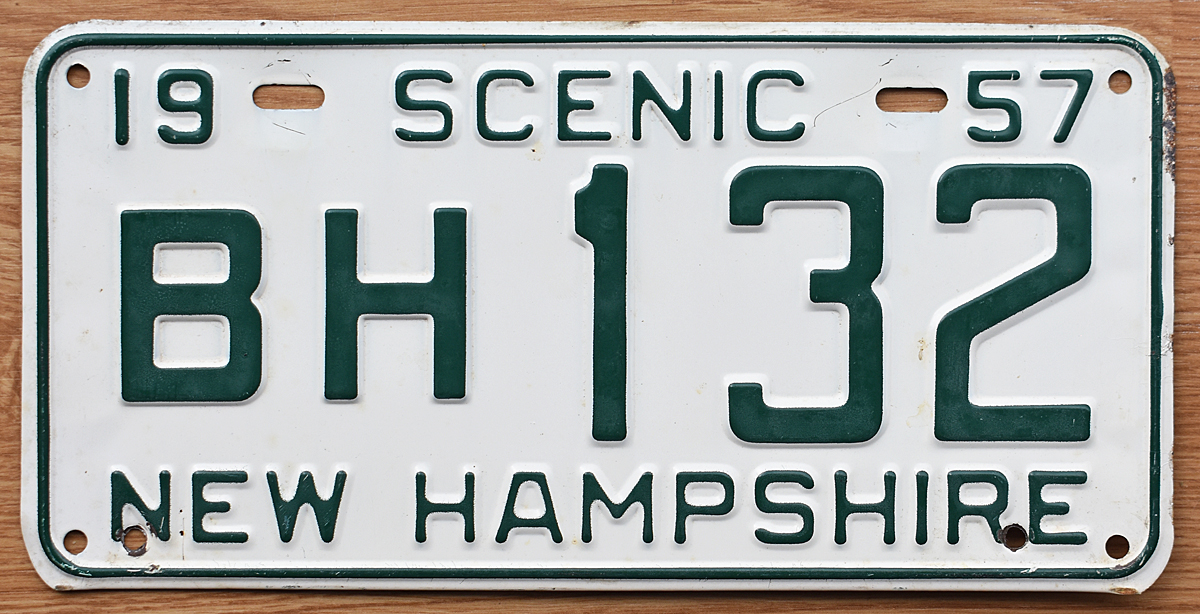 19 SCENIC 57
BH 132
NEW HAMPSHIRE